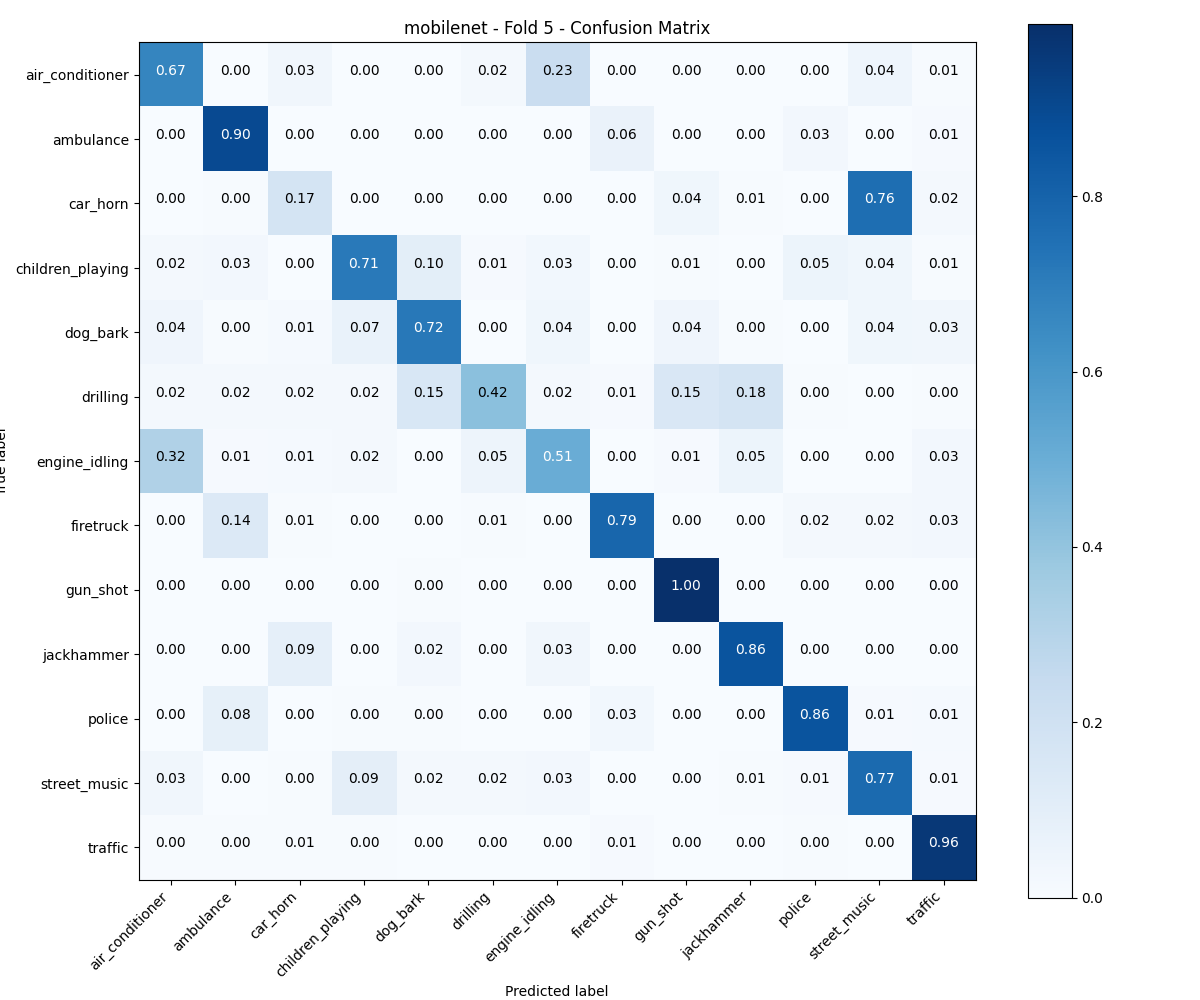 mobilenet - Fold 5 - Confusion Matrix
air_conditioner 0.67 0.00 0.03 0.00 0.00 0.02 0.23 0.00 0.00 0.00 0.00 0.04 0.01
ambulance 0.00 0.90 0.00 0.00 0.00 0.00 0.00 0.06 0.00 0.00 0.03 0.00 0.01
car_horn 0.00 0.00 0.17 0.00 0.00 0.00 0.00 0.00 0.04 0.01 0.00 0.76 0.02
children_playing 0.02 0.03 0.00 0.71 0.10 0.01 0.03 0.00 0.01 0.00 0.05 0.04 0.01
dog_bark 0.04 0.00 0.01 0.07 0.72 0.00 0.04 0.00 0.04 0.00 0.00 0.04 0.03
drilling 0.02 0.02 0.02 0.02 0.15 0.42 0.02 0.01 0.15 0.18 0.00 0.00 0.00
engine_idling 0.32 0.01 0.01 0.02 0.00 0.05 0.51 0.00 0.01 0.05 0.00 0.00 0.03
firetruck 0.00 0.14 0.01 0.00 0.00 0.01 0.00 0.79 0.00 0.00 0.02 0.02 0.03
gun_shot 0.00 0.00 0.00 0.00 0.00 0.00 0.00 0.00 1.00 0.00 0.00 0.00 0.00
jackhammer 0.00 0.00 0.09 0.00 0.02 0.00 0.03 0.00 0.00 0.86 0.00 0.00 0.00
police 0.00 0.08 0.00 0.00 0.00 0.00 0.00 0.03 0.00 0.00 0.86 0.01 0.01
street_music 0.03 0.00 0.00 0.09 0.02 0.02 0.03 0.00 0.00 0.01 0.01 0.77 0.01
traffic 0.00 0.00 0.01 0.00 0.00 0.00 0.00 0.01 0.00 0.00 0.00 0.00 0.96
air_conditioner ambulance car_horn children_playing dog_bark drilling engine_idling firetruck gun_shot jackhammer police street_music traffic
Predicted label
label
0.8
0.6
0.4
0.2
0.0